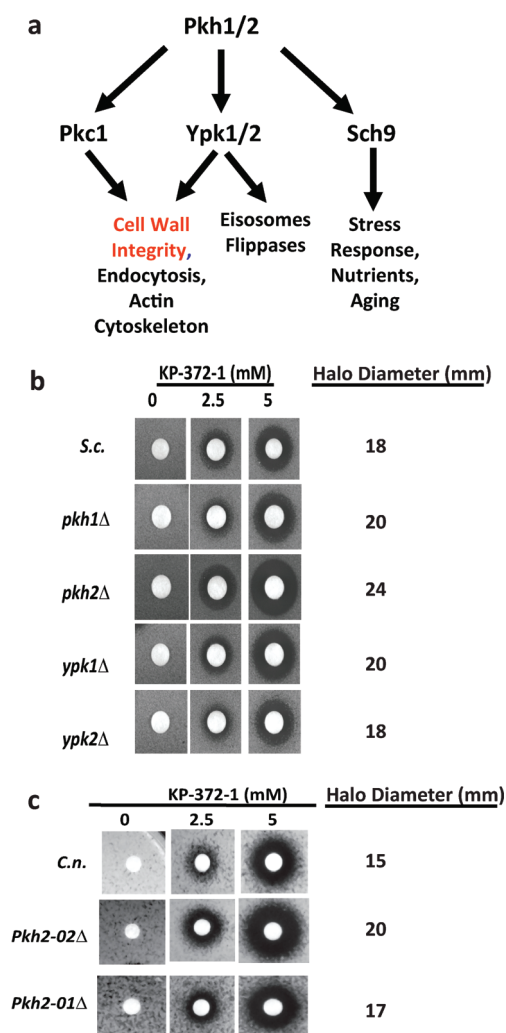 a
Pkh1/2
Pkc1 Ypk1/2 Sch9
Cell Wall
Integrity,
Endocytosis,
Actin
Cytoskeleton
Eisosomes
Flippases
Stress
Response,
Nutrients,
Aging
b
KP-372-1 (mM) Halo Diameter (mm)
0 2.5 5
S.c. 18
pkh1Δ 20
pkh2Δ 24
ypk1Δ 20
ypk2Δ 18
c
KP-372-1 (mM) Halo Diameter (mm)
0 2.5 5
C.n. 15
Pkh2-02Δ 20
Pkh2-01Δ 17